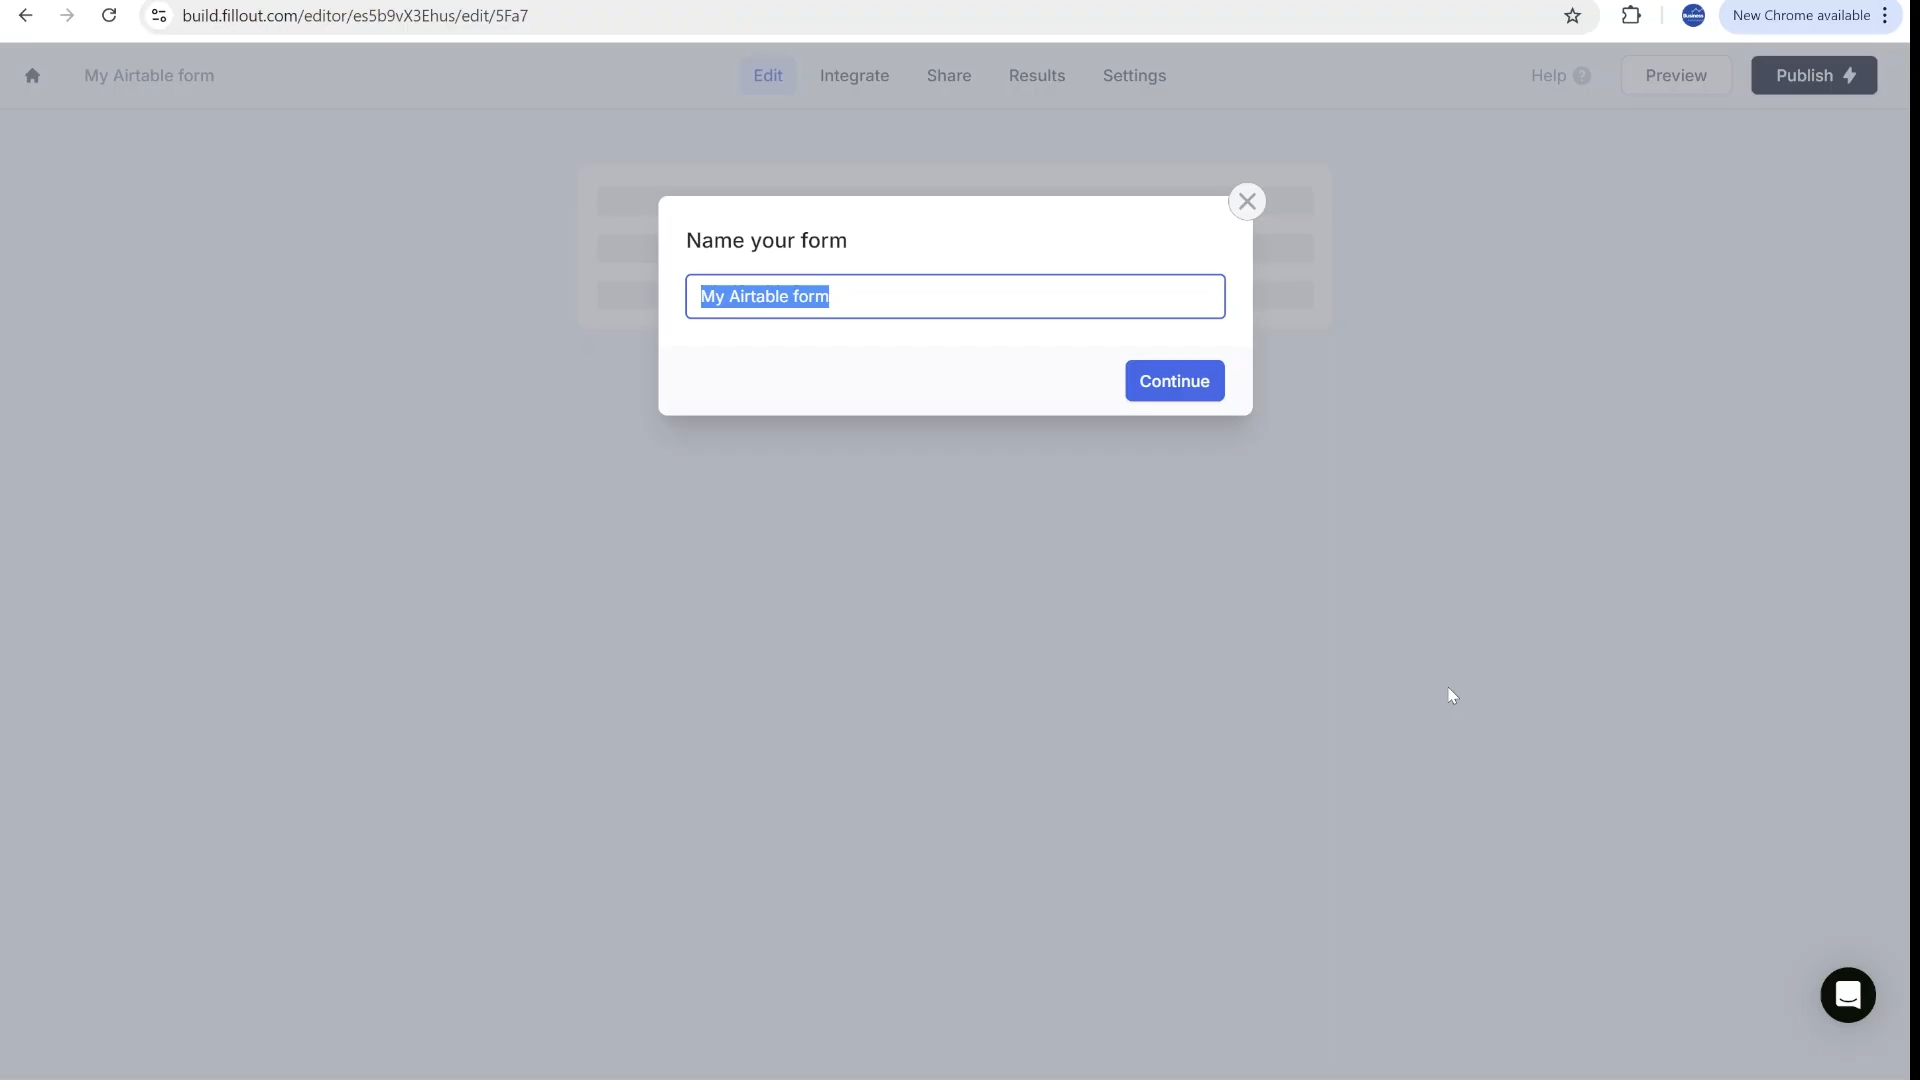 build.fillout.com/editor/es5b9vX3Ehus/edit/5Fa7
New Chrome available
My Airtable form
Edit
Integrate
Share
Results
Settings
Help ?
Preview
Publish
Name your form
My Airtable form
Continue